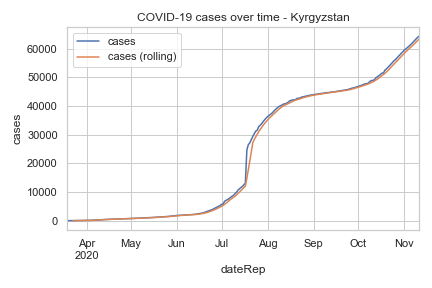 COVID-19 cases over time - Kyrgyzstan
cases
cases (rolling)
60000
50000
40000
30000
20000
10000
0
cases
Apr May Jun Jul Aug Sep Oct Nov
2020
dateRep